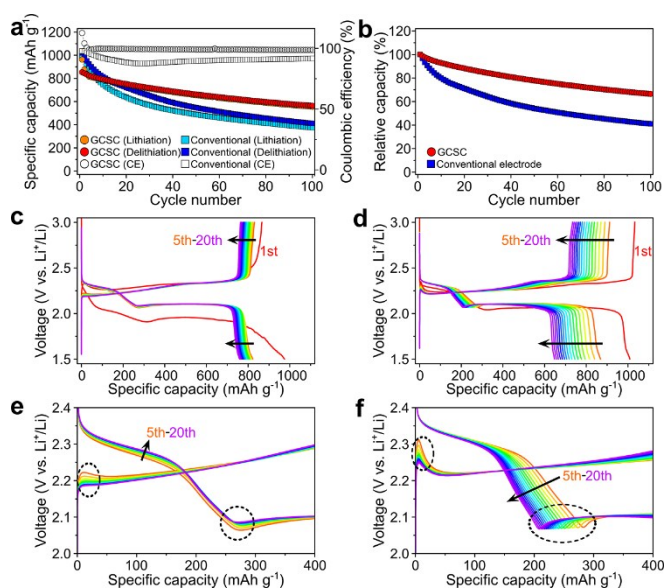 a
b
Specific capacity (mAh g⁻¹)
1200
1000
800
600
400
200
0
100
50
0
Coulombic efficiency (%)
GCSC (Lithiation)
GCSC (Delithiation)
GCSC (CE)
Conventional (Lithiation)
Conventional (Delithiation)
Conventional (CE)
0 20 40 60 80 100
Cycle number
Relative capacity (%)
120
100
80
60
40
20
0
GCSC
Conventional electrode
0 20 40 60 80 100
Cycle number
c
Voltage (V vs. Li⁺/Li)
3.0
2.5
2.0
1.5
5th-20th
1st
0 200 400 600 800 1000
Specific capacity (mAh g⁻¹)
d
Voltage (V vs. Li⁺/Li)
3.0
2.5
2.0
1.5
5th-20th
1st
0 200 400 600 800 1000
Specific capacity (mAh g⁻¹)
e
Voltage (V vs. Li⁺/Li)
2.4
2.3
2.2
2.1
2.0
5th-20th
0 100 200 300 400
Specific capacity (mAh g⁻¹)
f
Voltage (V vs. Li⁺/Li)
2.4
2.3
2.2
2.1
2.0
5th-20th
0 100 200 300 400
Specific capacity (mAh g⁻¹)